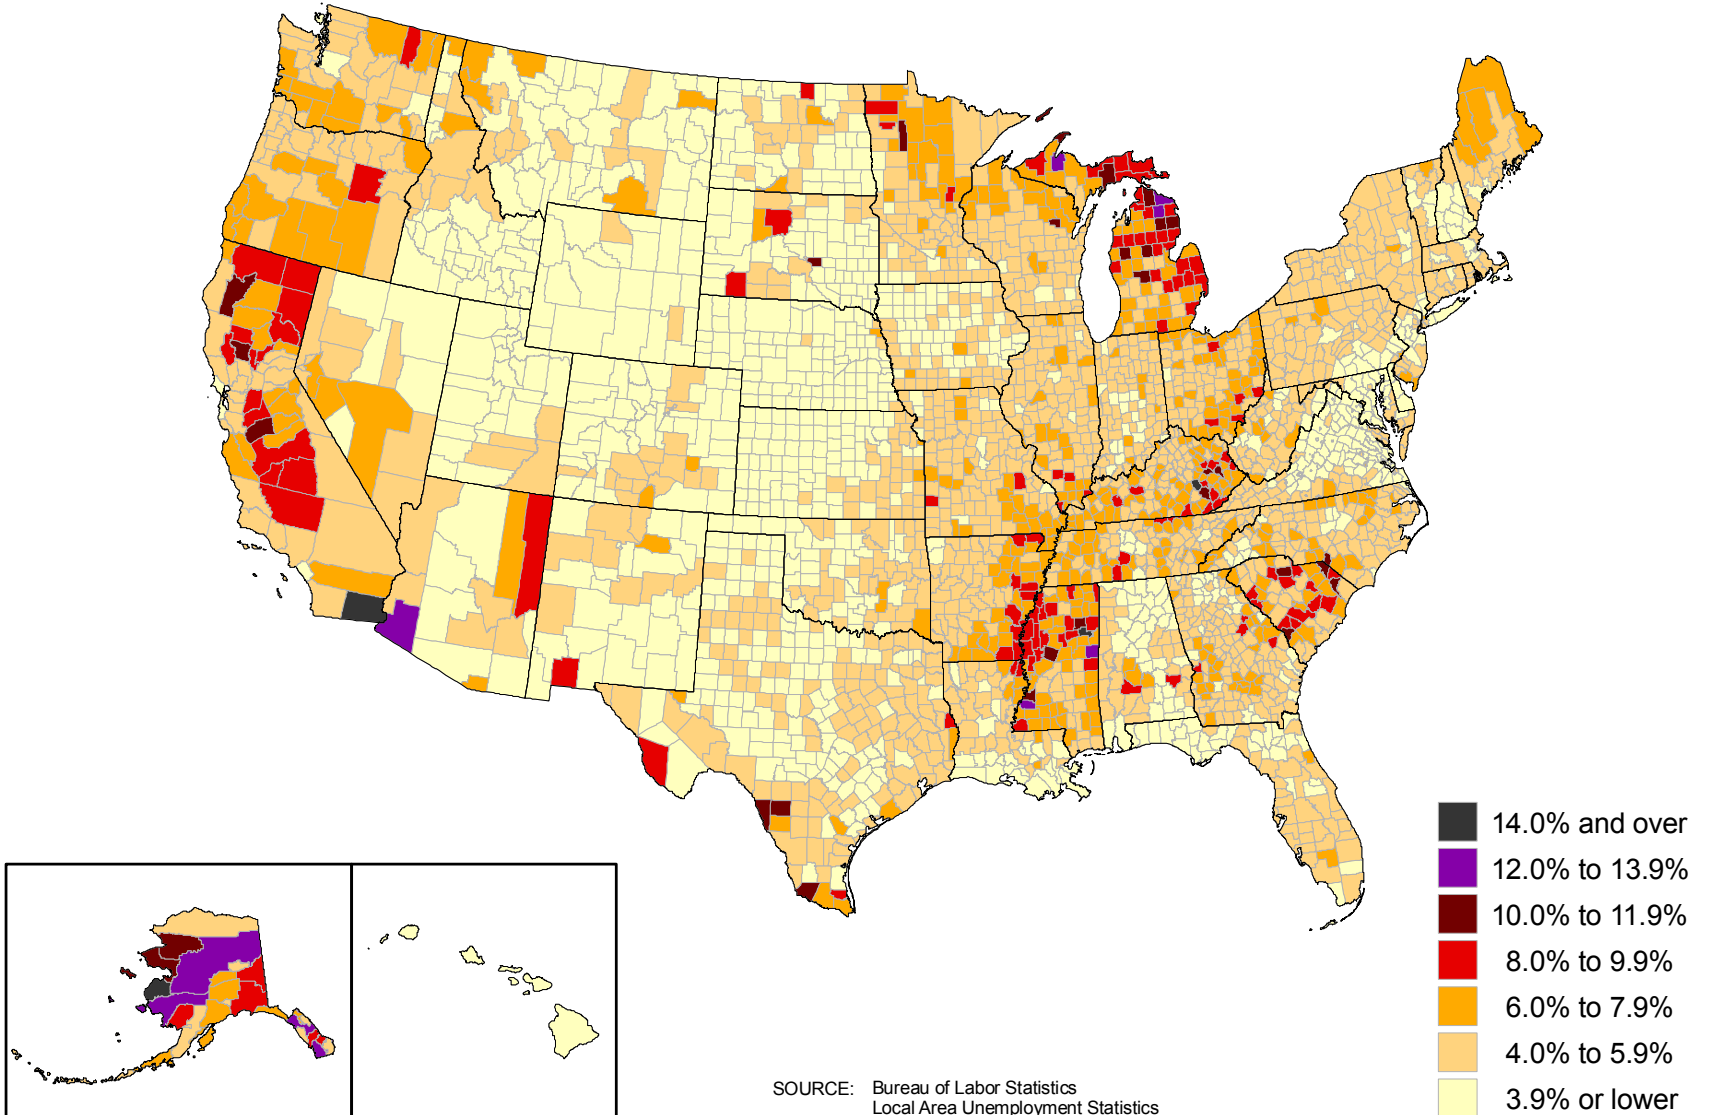 14.0% and over
12.0% to 13.9%
10.0% to 11.9%
8.0% to 9.9%
6.0% to 7.9%
4.0% to 5.9%
3.9% or lower
SOURCE: Bureau of Labor Statistics
Local Area Unemployment Statistics